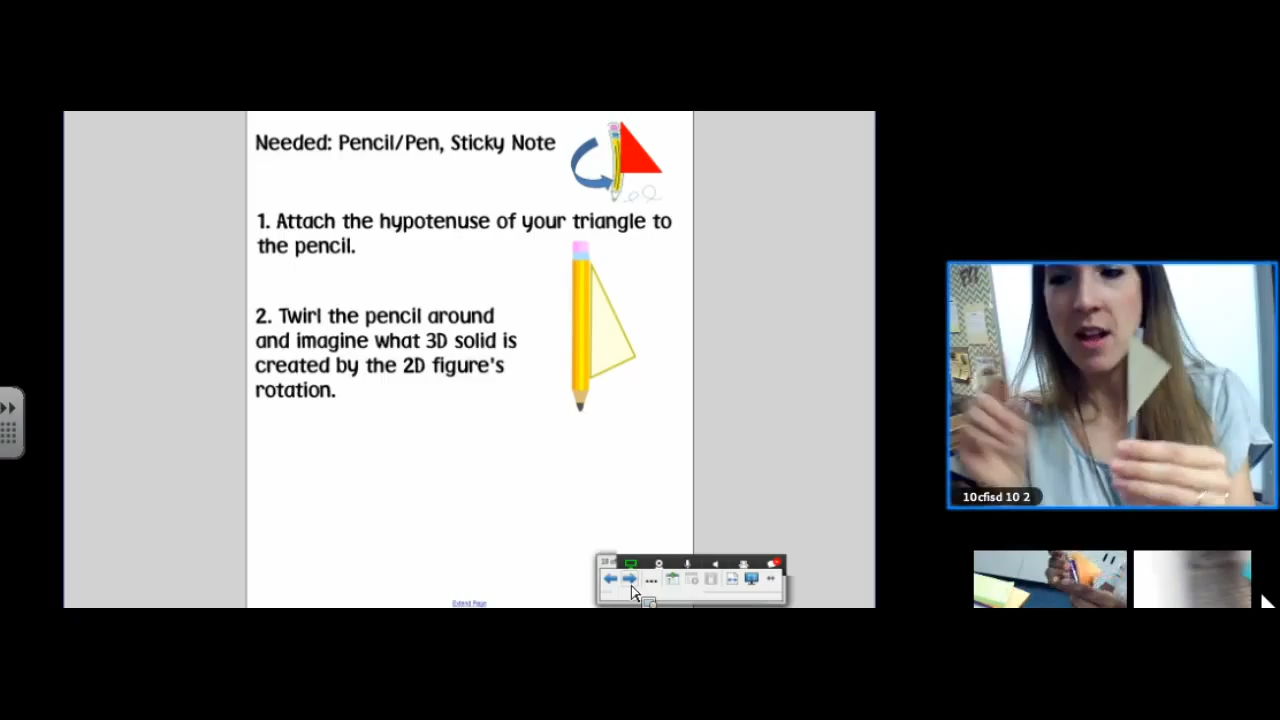 Needed: Pencil/Pen, Sticky Note
1. Attach the hypotenuse of your triangle to
the pencil.
2. Twirl the pencil around
and imagine what 3D solid is
created by the 2D figure's
rotation.
10cfisd 10 2
Extend Page